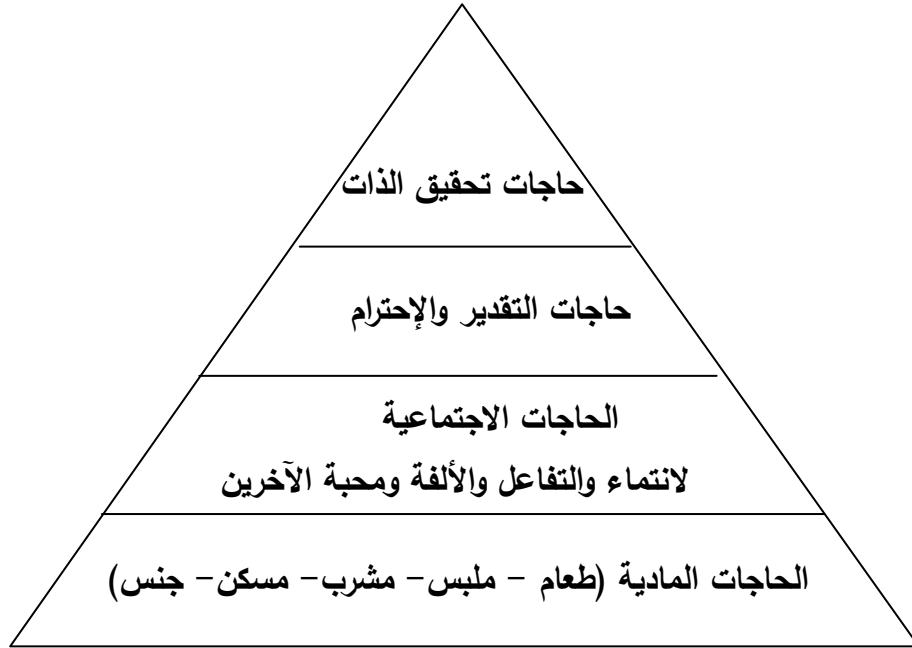 حاجات تحقيق الذات
حاجات التقدير والإحترام
الحاجات الاجتماعية
لانتماء والتفاعل والألفة ومحبة الآخرين
الحاجات المادية (طعام – ملبس– مشرب– مسكن– جنس)